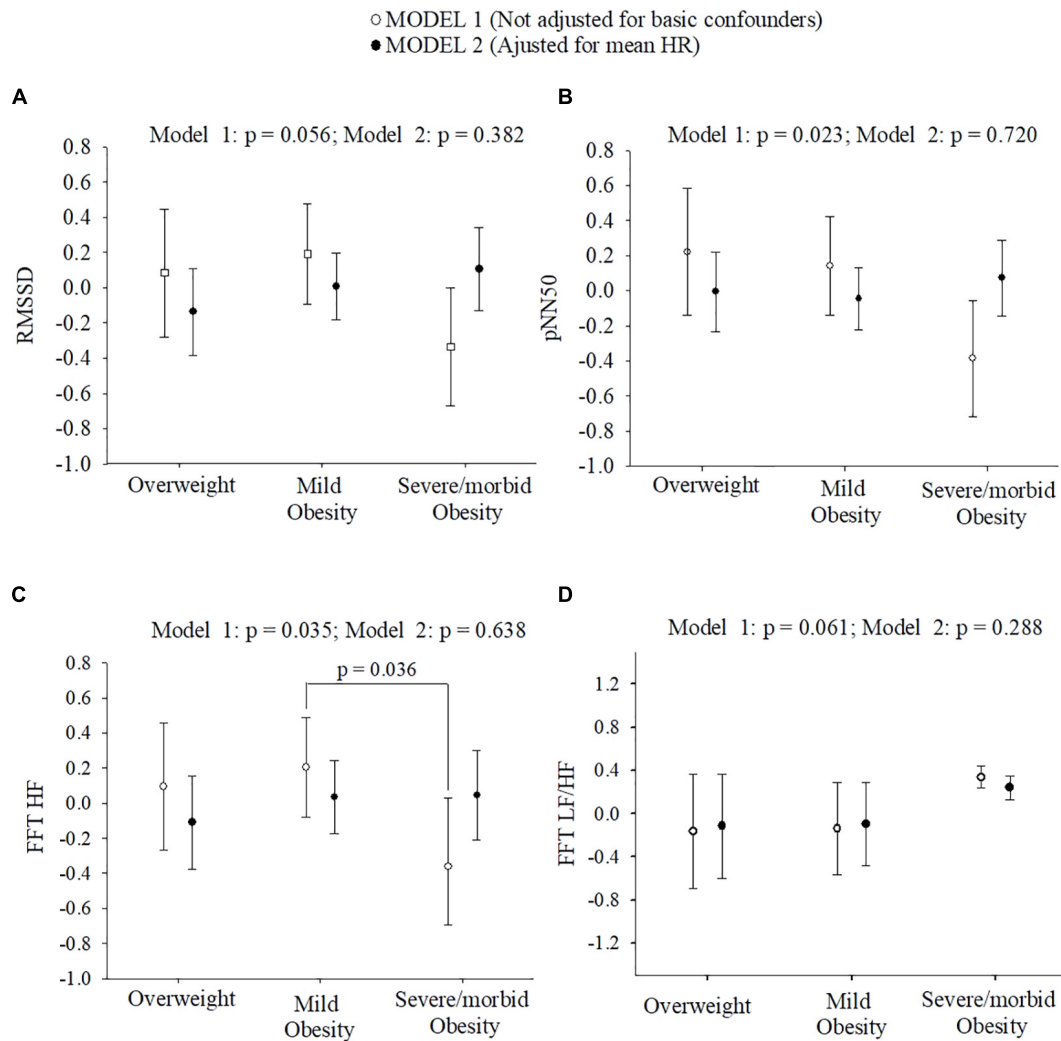 MODEL 1 (Not adjusted for basic confounders)
MODEL 2 (Ajusted for mean HR)
A
Model 1: p = 0.056; Model 2: p = 0.382
0.8
0.6
0.4
0.2
0.0
-0.2
-0.4
-0.6
-0.8
-1.0
RMSSD
Overweight
Mild
Obesity
Severe/morbid
Obesity
B
Model 1: p = 0.023; Model 2: p = 0.720
0.8
0.6
0.4
0.2
0.0
-0.2
-0.4
-0.6
-0.8
-1.0
pNN50
Overweight
Mild
Obesity
Severe/morbid
Obesity
C
Model 1: p = 0.035; Model 2: p = 0.638
p = 0.036
0.8
0.6
0.4
0.2
0.0
-0.2
-0.4
-0.6
-0.8
-1.0
FFT HF
Overweight
Mild
Obesity
Severe/morbid
Obesity
D
Model 1: p = 0.061; Model 2: p = 0.288
1.2
0.8
0.4
0.0
-0.4
-0.8
-1.2
FFT LF/HF
Overweight
Mild
Obesity
Severe/morbid
Obesity